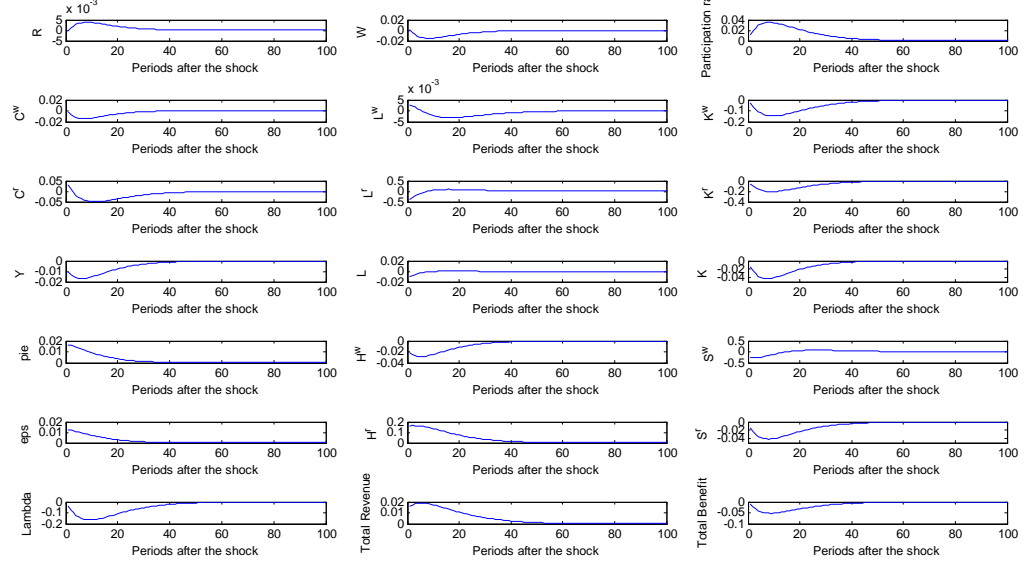 x 10^-3
R
5
0
-5
0 20 40 60 80 100
Periods after the shock
W
0.02
0
-0.02
0 20 40 60 80 100
Periods after the shock
Participation ra
0.04
0.02
0
0 20 40 60 80 100
Periods after the shock
C^w
0.02
0
-0.02
0 20 40 60 80 100
Periods after the shock
x 10^-3
L^w
5
0
-5
0 20 40 60 80 100
Periods after the shock
K^w
0
-0.1
-0.2
0 20 40 60 80 100
Periods after the shock
C^r
0.05
0
-0.05
0 20 40 60 80 100
Periods after the shock
L^r
0.5
0
-0.5
0 20 40 60 80 100
Periods after the shock
K^r
0
-0.2
-0.4
0 20 40 60 80 100
Periods after the shock
Y
0
-0.01
-0.02
0 20 40 60 80 100
Periods after the shock
L
0.02
0
-0.02
0 20 40 60 80 100
Periods after the shock
K
0
-0.02
-0.04
0 20 40 60 80 100
Periods after the shock
pie
0.02
0.01
0
0 20 40 60 80 100
Periods after the shock
H^w
0
-0.02
-0.04
0 20 40 60 80 100
Periods after the shock
S^w
0.5
0
-0.5
0 20 40 60 80 100
Periods after the shock
eps
0.02
0.01
0
0 20 40 60 80 100
Periods after the shock
H^r
0.2
0.1
0
0 20 40 60 80 100
Periods after the shock
S^r
0
-0.02
-0.04
0 20 40 60 80 100
Periods after the shock
Lambda
0
-0.1
-0.2
0 20 40 60 80 100
Periods after the shock
Total Revenue
0.02
0.01
0
0 20 40 60 80 100
Periods after the shock
Total Benefit
0
-0.05
-0.1
0 20 40 60 80 100
Periods after the shock